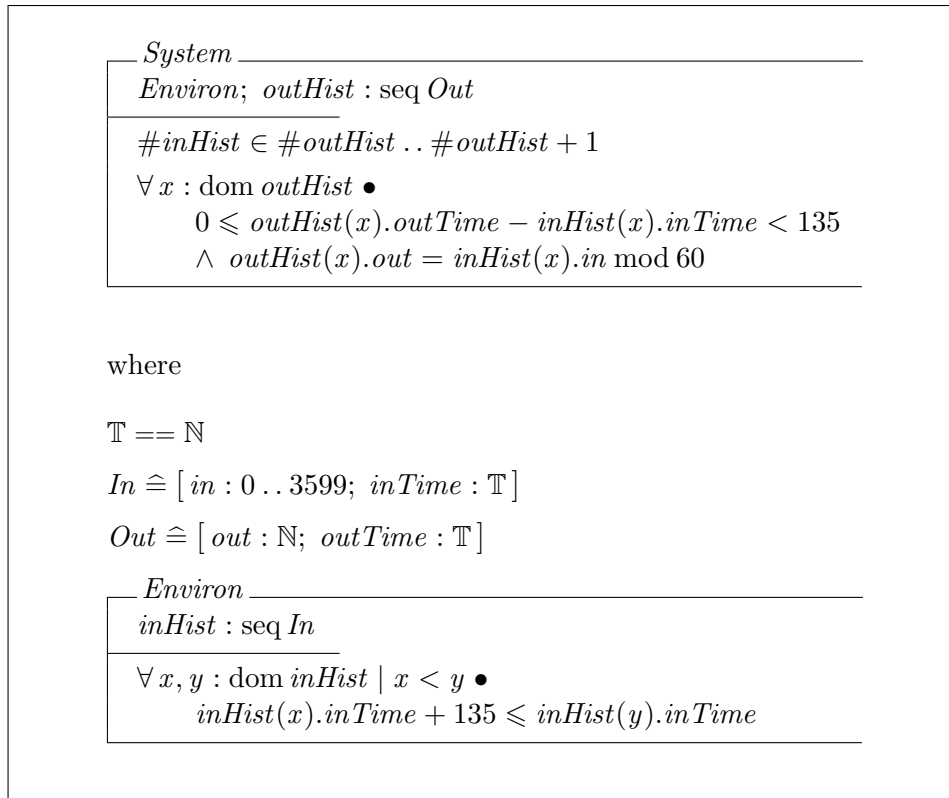 System
Environ; outHist : seq Out
#inHist ∈ #outHist . . #outHist + 1
∀ x : dom outHist •
0 ⩽ outHist(x).outTime − inHist(x).inTime < 135
∧ outHist(x).out = inHist(x).in mod 60
where
𝕋 == ℕ
In ≙ [ in : 0 . . 3599; inTime : 𝕋 ]
Out ≙ [ out : ℕ; outTime : 𝕋 ]
Environ
inHist : seq In
∀ x, y : dom inHist | x < y •
inHist(x).inTime + 135 ⩽ inHist(y).inTime